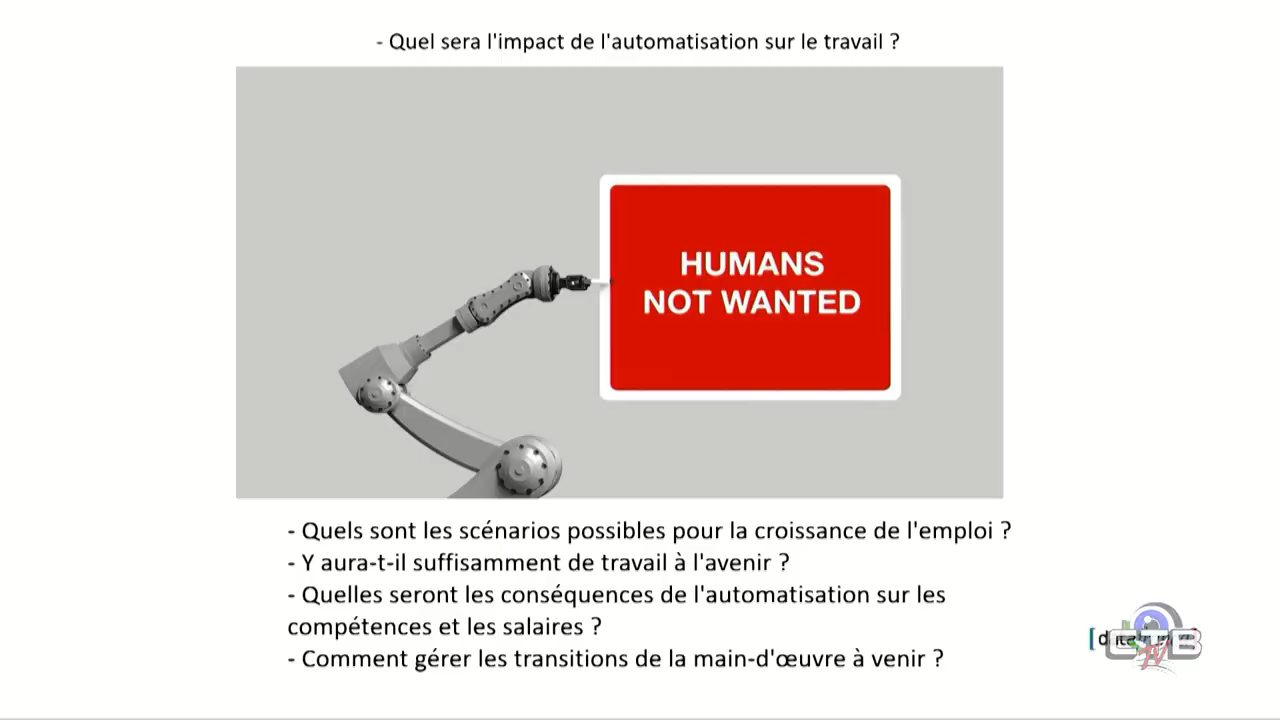 - Quel sera l'impact de l'automatisation sur le travail ?
HUMANS
NOT WANTED
- Quels sont les scénarios possibles pour la croissance de l'emploi ?
- Y aura-t-il suffisamment de travail à l'avenir ?
- Quelles seront les conséquences de l'automatisation sur les
compétences et les salaires ?
- Comment gérer les transitions de la main-d'œuvre à venir ?
CTB
TV